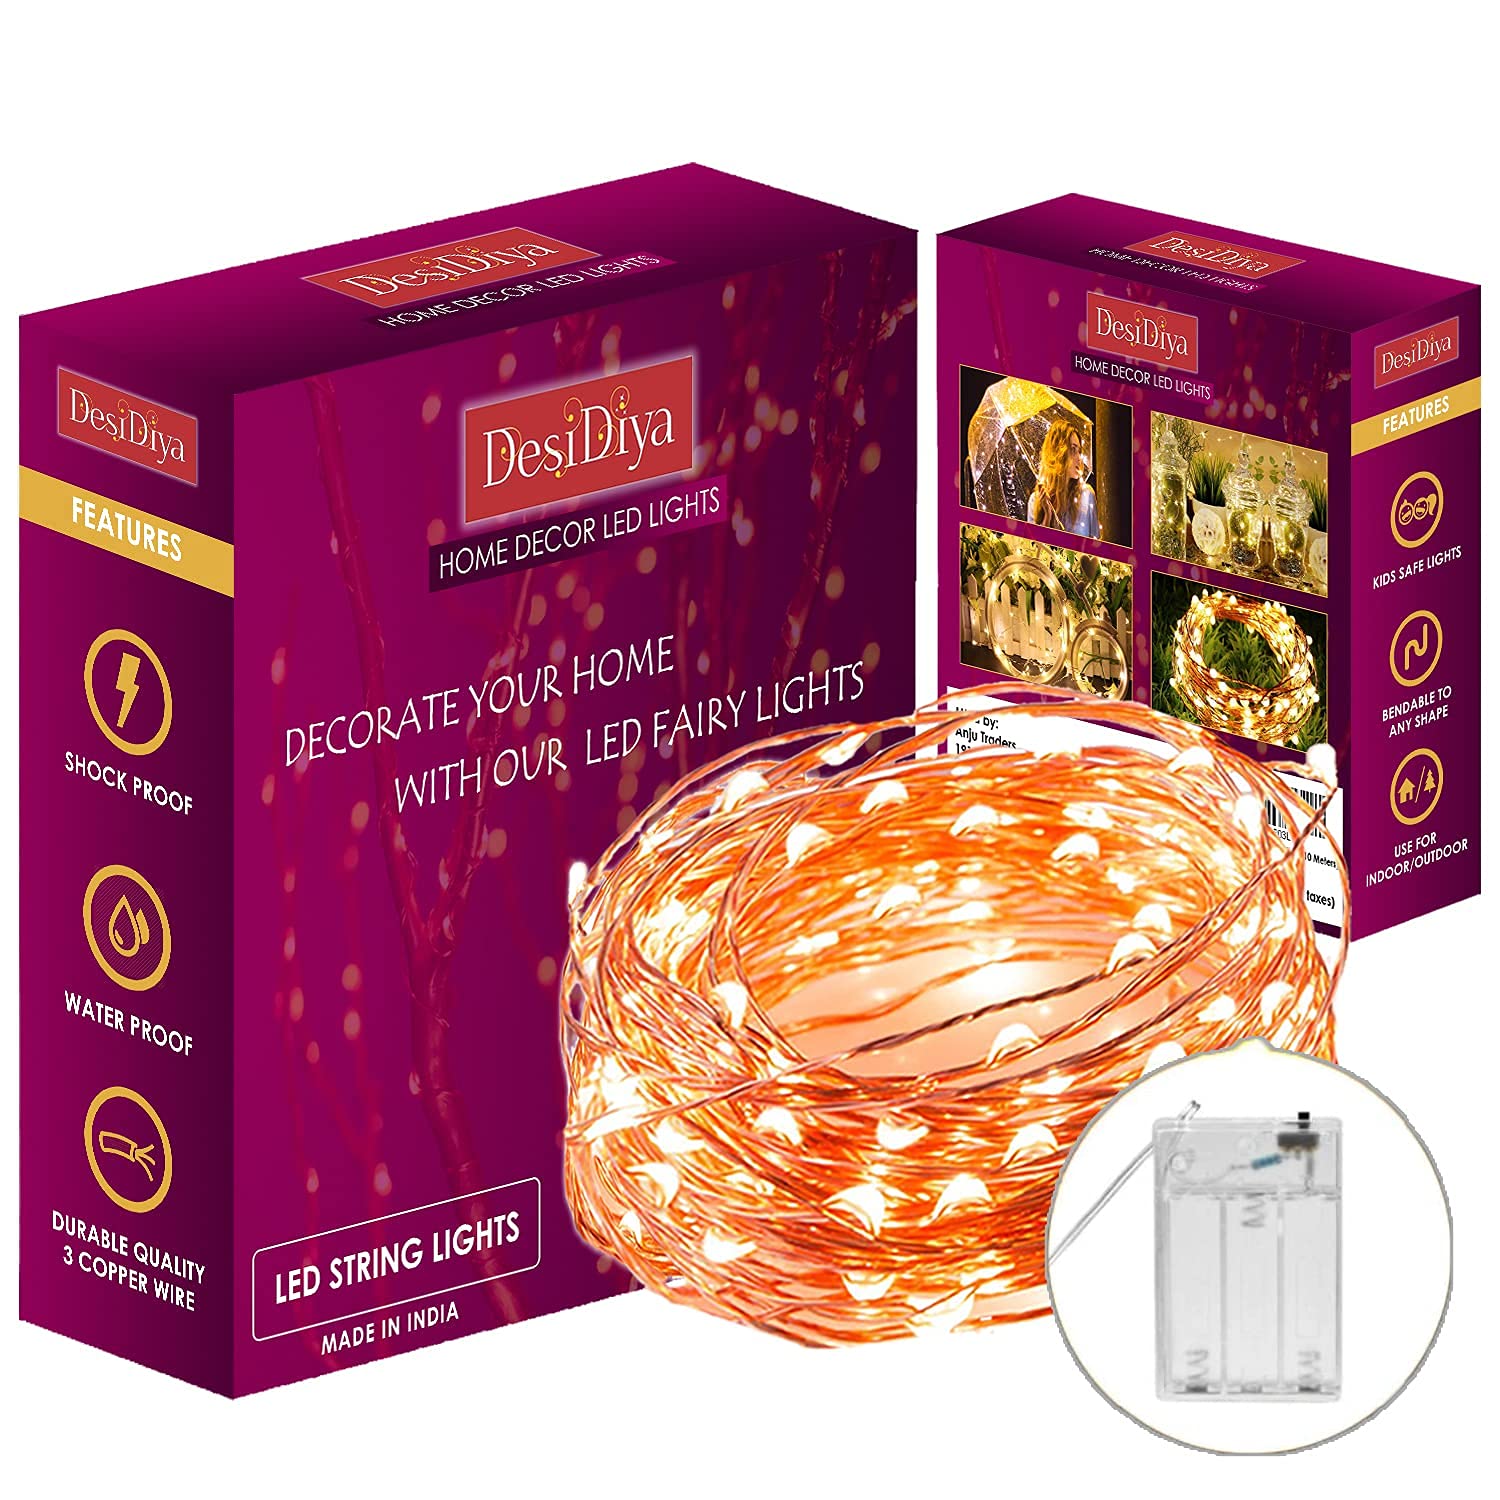 DesiDiya
HOME DECOR LED LIGHTS
DesiDiya
FEATURES
SHOCK PROOF
WATER PROOF
DURABLE QUALITY
3 COPPER WIRE
DesiDiya
HOME DECOR LED LIGHTS
DECORATE YOUR HOME
WITH OUR LED FAIRY LIGHTS
LED STRING LIGHTS
MADE IN INDIA
DesiDiya
HOME DECOR LED LIGHTS
DesiDiya
HOME DECOR LED LIGHTS
by:
Anju Traders
10 Meters
taxes)
DesiDiya
FEATURES
KIDS SAFE LIGHTS
BENDABLE TO
ANY SHAPE
USE FOR
INDOOR/OUTDOOR